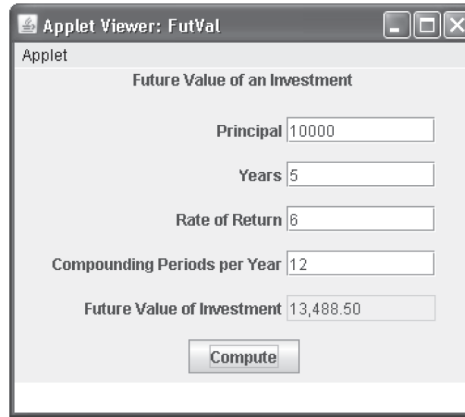 Applet Viewer: FutVal
Applet
Future Value of an Investment
Principal 10000
Years 5
Rate of Return 6
Compounding Periods per Year 12
Future Value of Investment 13,488.50
Compute